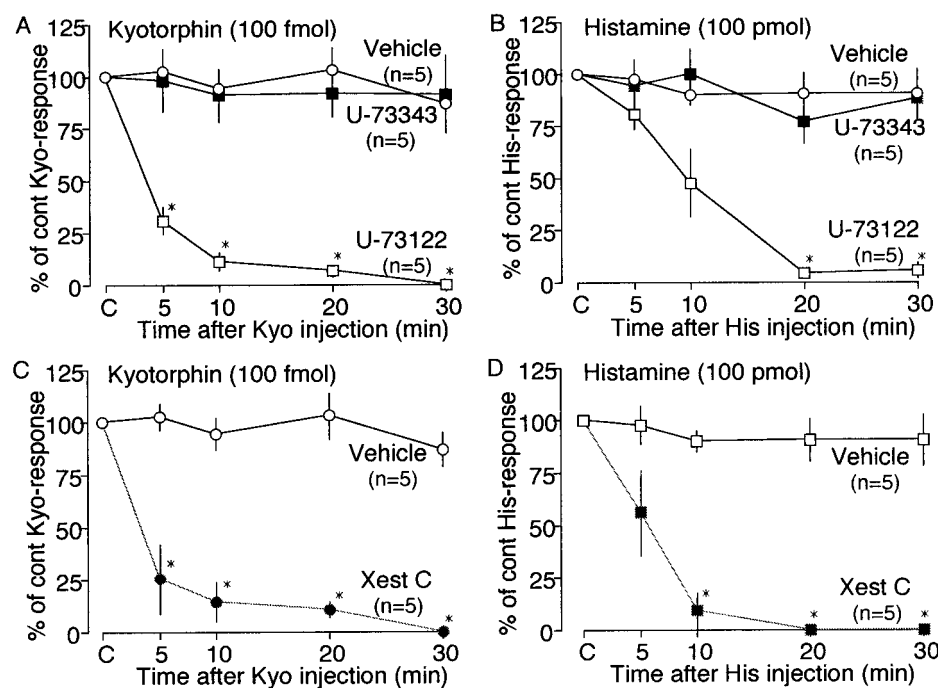 A
Kyotorphin (100 fmol)
125
100
75
50
25
0
% of cont Kyo-response
Vehicle
(n=5)
U-73343
(n=5)
U-73122
(n=5)
*
*
*
*
C 5 10 20 30
Time after Kyo injection (min)
B
Histamine (100 pmol)
125
100
75
50
25
0
% of cont His-response
Vehicle
(n=5)
U-73343
(n=5)
U-73122
(n=5)
*
*
C 5 10 20 30
Time after His injection (min)
C
Kyotorphin (100 fmol)
125
100
75
50
25
0
% of cont Kyo-response
Vehicle
(n=5)
Xest C
(n=5)
*
*
*
*
C 5 10 20 30
Time after Kyo injection (min)
D
Histamine (100 pmol)
125
100
75
50
25
0
% of cont His-response
Vehicle
(n=5)
Xest C
(n=5)
*
*
*
C 5 10 20 30
Time after His injection (min)